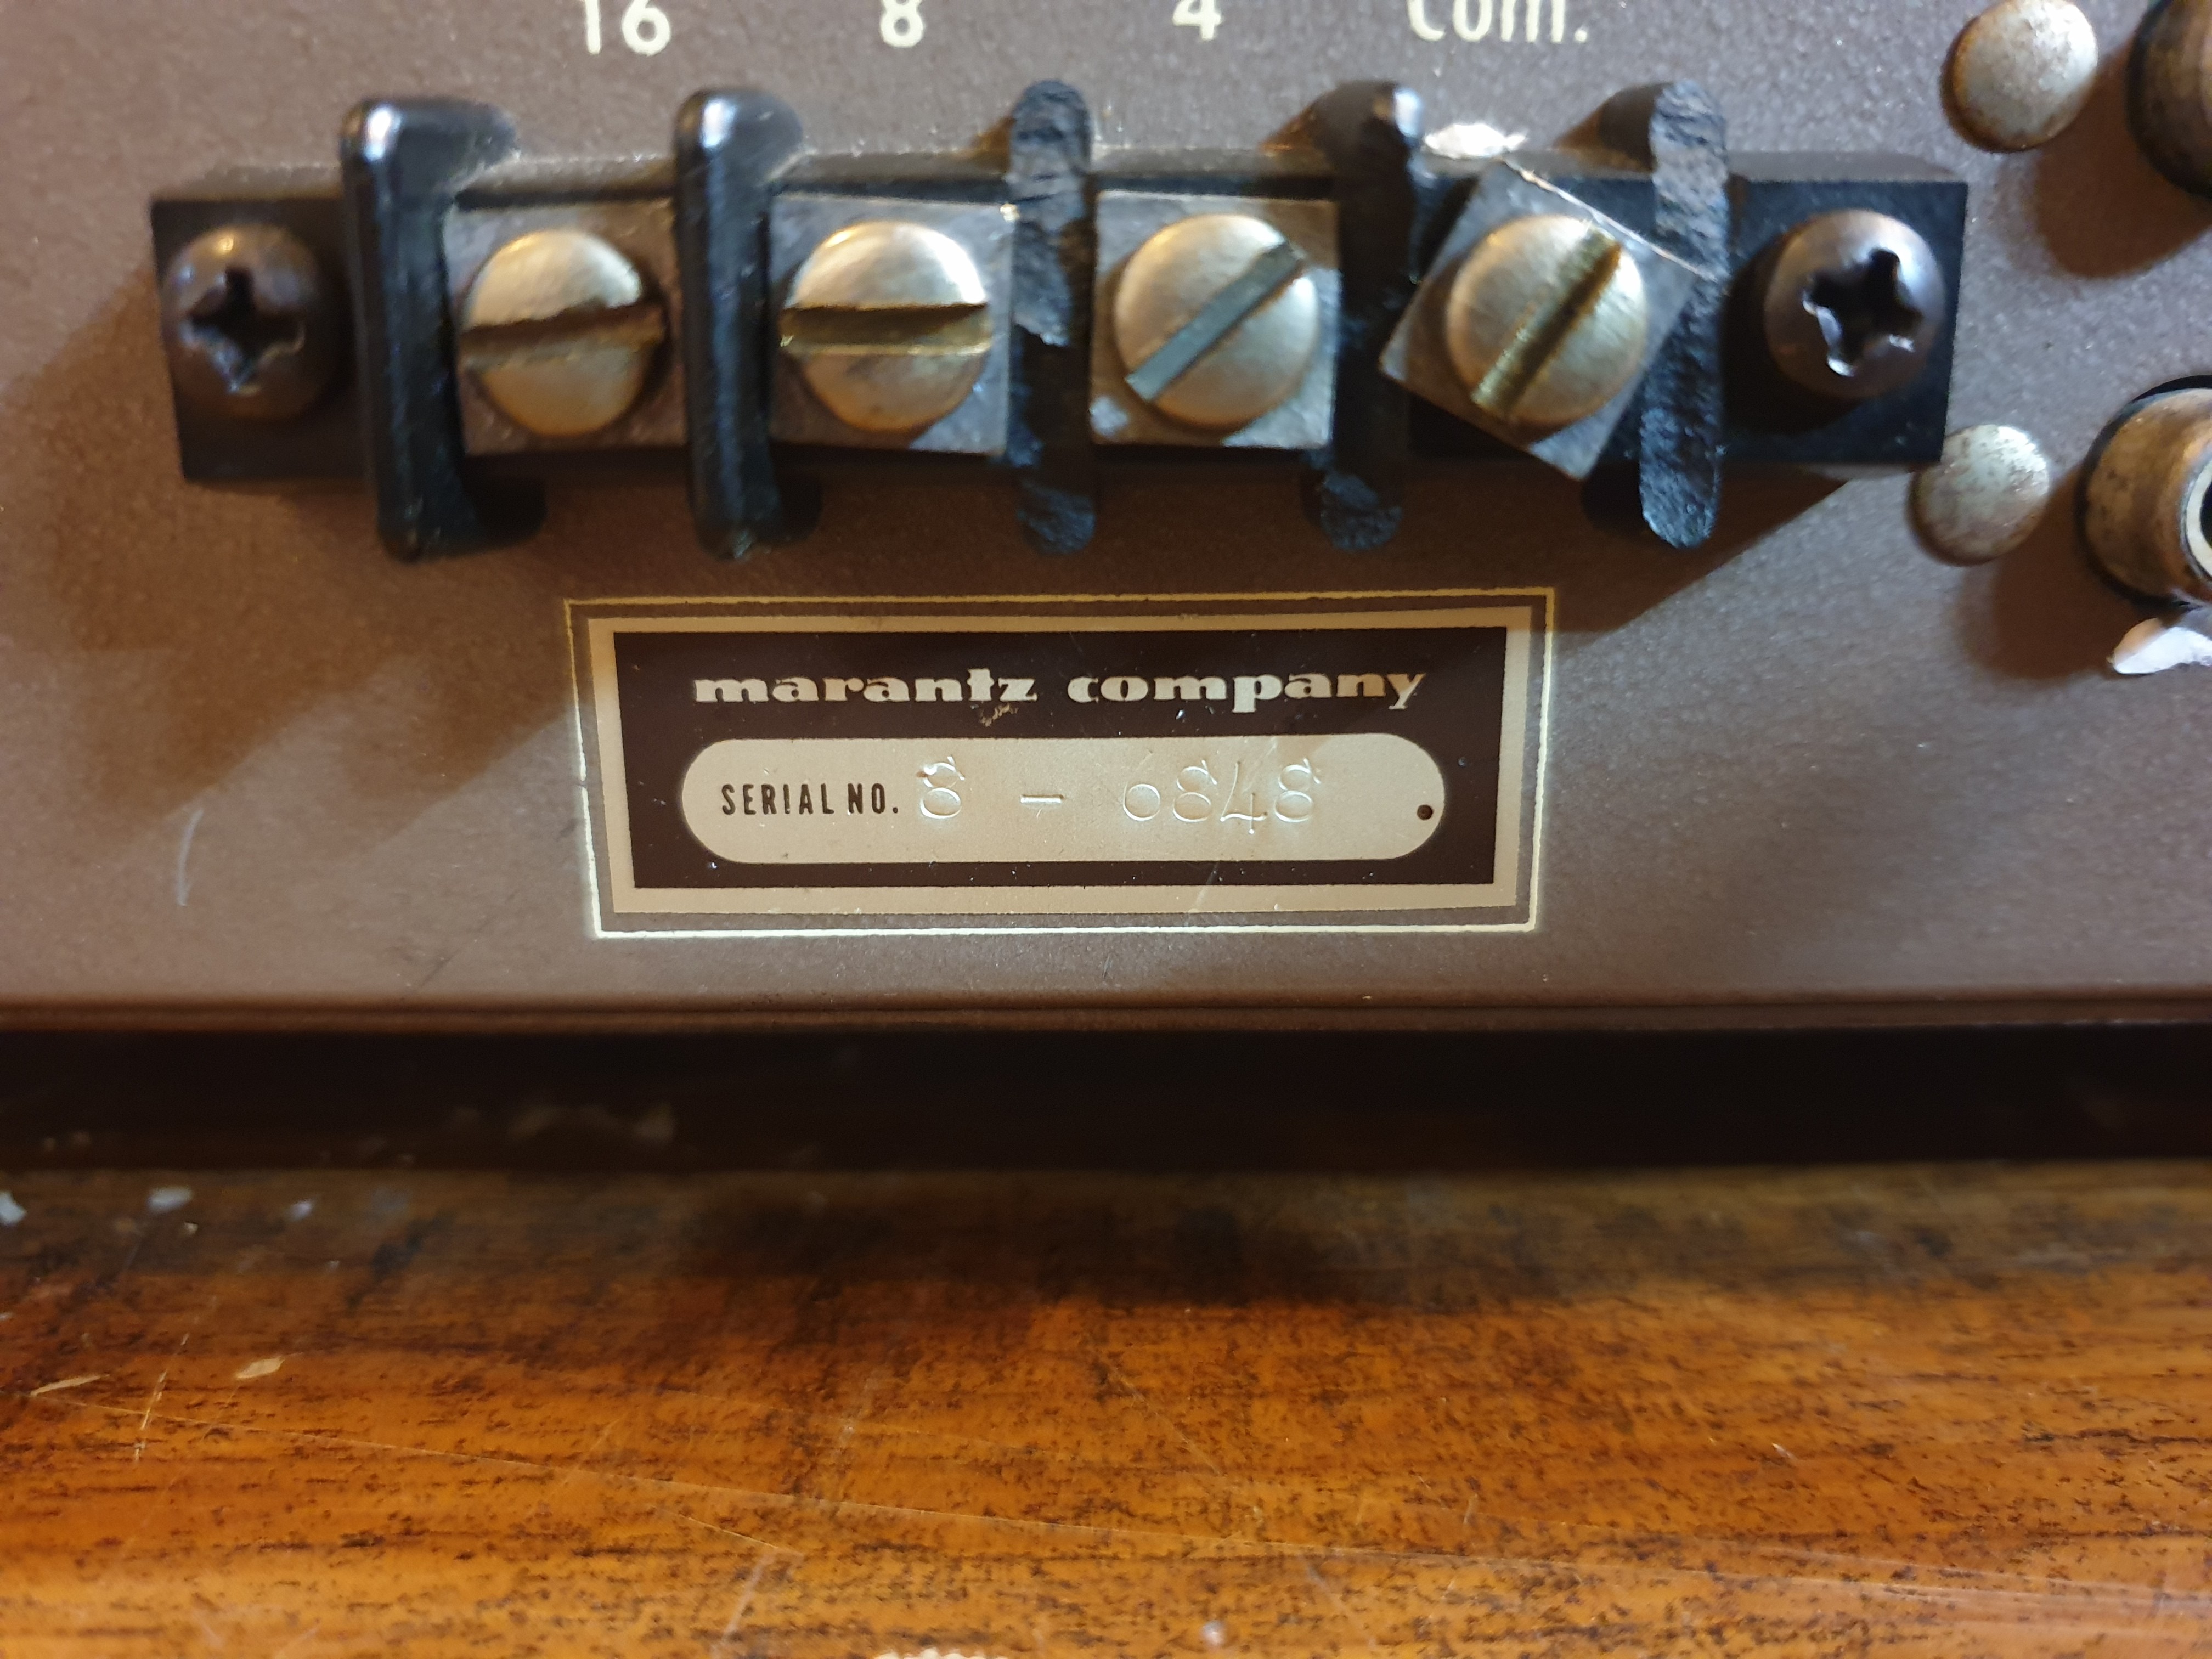 16 8 4 Com.
marantz company
SERIAL NO. 8 - 6848